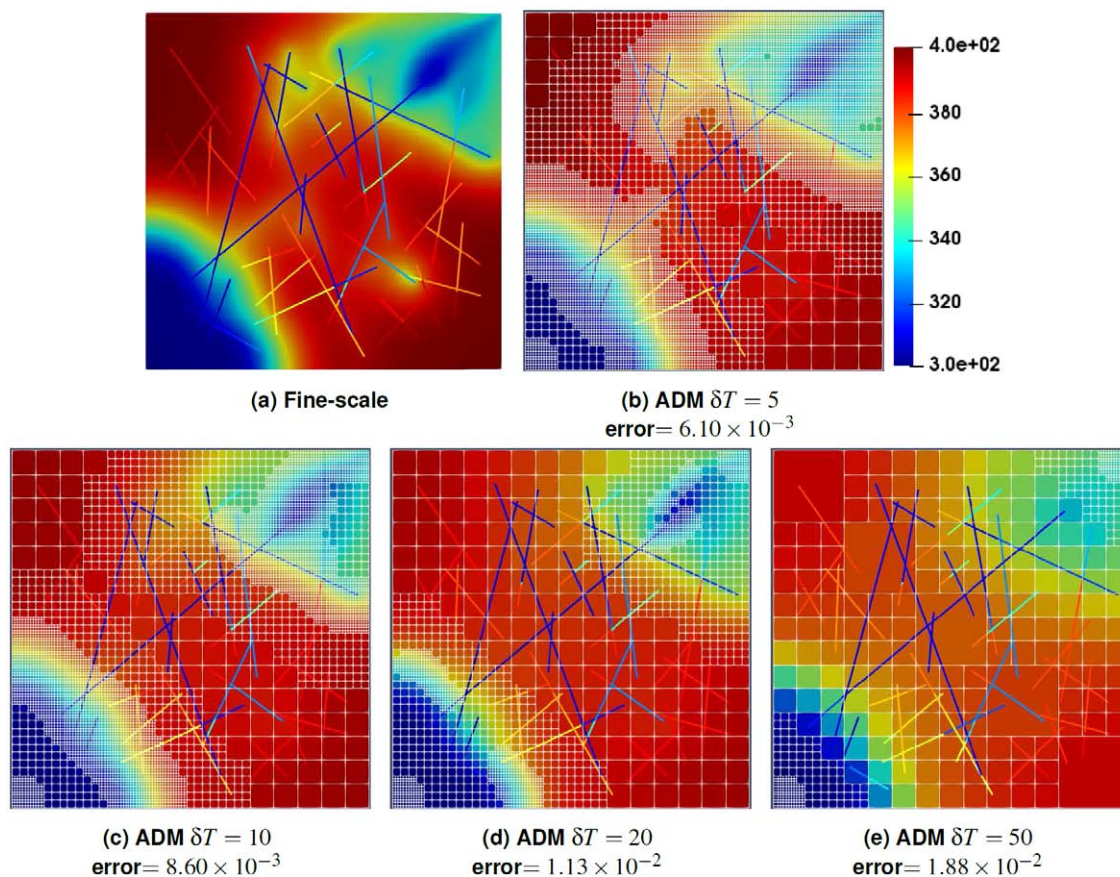 4.0e+02
380
360
340
320
3.0e+02
(a) Fine-scale
(b) ADM δT = 5
error= 6.10 × 10⁻³
(c) ADM δT = 10
error= 8.60 × 10⁻³
(d) ADM δT = 20
error= 1.13 × 10⁻²
(e) ADM δT = 50
error= 1.88 × 10⁻²